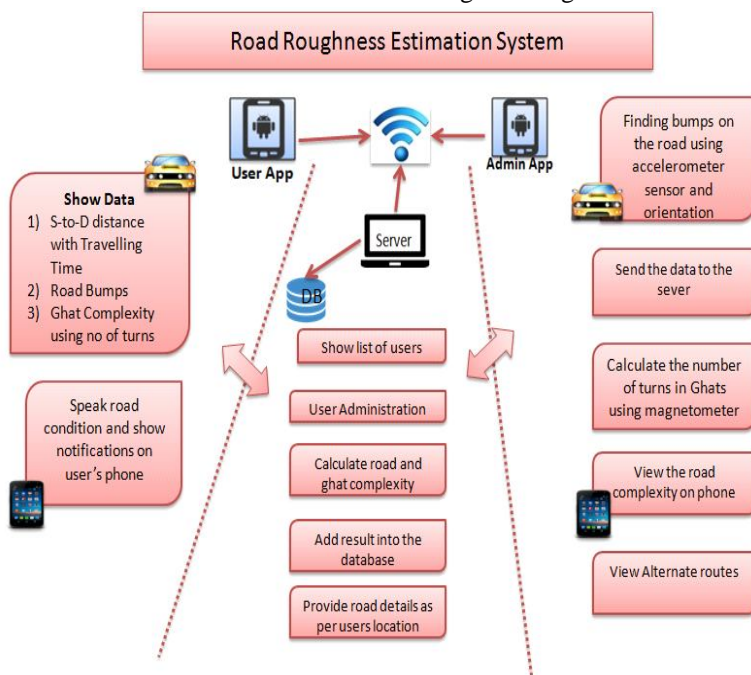 Road Roughness Estimation System
User App
Admin App
Server
DB
Show Data
1) S-to-D distance
with Travelling
Time
2) Road Bumps
3) Ghat Complexity
using no of turns
Speak road
condition and show
notifications on
user's phone
Show list of users
User Administration
Calculate road and
ghat complexity
Add result into the
database
Provide road details as
per users location
Finding bumps on
the road using
accelerometer
sensor and
orientation
Send the data to the
sever
Calculate the number
of turns in Ghats
using magnetometer
View the road
complexity on phone
View Alternate routes